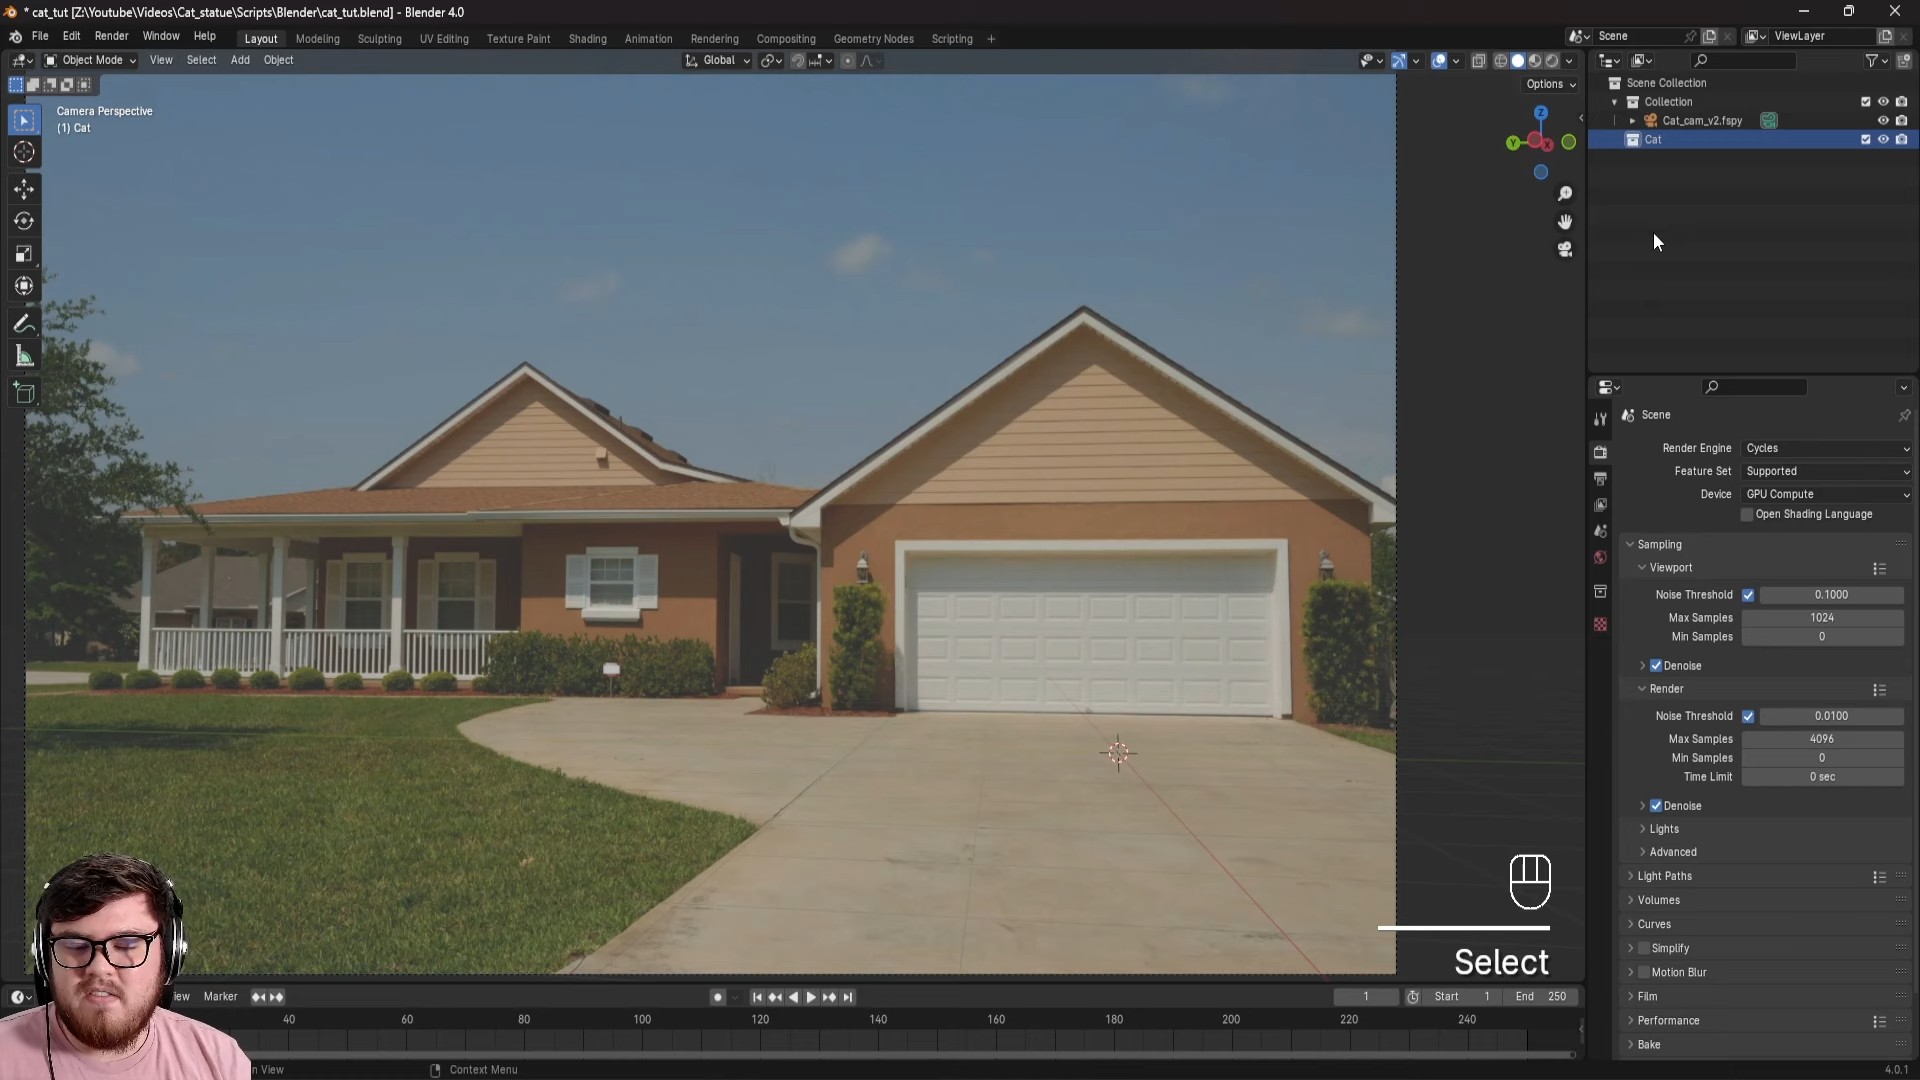 * cat_tut [Z:\Youtube\Videos\Cat_statue\Scripts\Blender\cat_tut.blend] - Blender 4.0
File Edit Render Window Help Layout Modeling Sculpting UV Editing Texture Paint Shading Animation Rendering Compositing Geometry Nodes Scripting + Scene ViewLayer
Object Mode View Select Add Object Global
Options
Camera Perspective
(1) Cat
Z
Y
X
Scene Collection
Collection
Cat_cam_v2.fspy
Cat
Scene
Render Engine Cycles
Feature Set Supported
Device GPU Compute
Open Shading Language
Sampling
Viewport
Noise Threshold 0.1000
Max Samples 1024
Min Samples 0
Denoise
Render
Noise Threshold 0.0100
Max Samples 4096
Min Samples 0
Time Limit 0 sec
Denoise
Lights
Advanced
Light Paths
Volumes
Curves
Simplify
Motion Blur
Film
Performance
Bake
Select
Marker 1 Start 1 End 250
40 60 80 100 120 140 160 180 200 220 240
View Context Menu 4.0.1